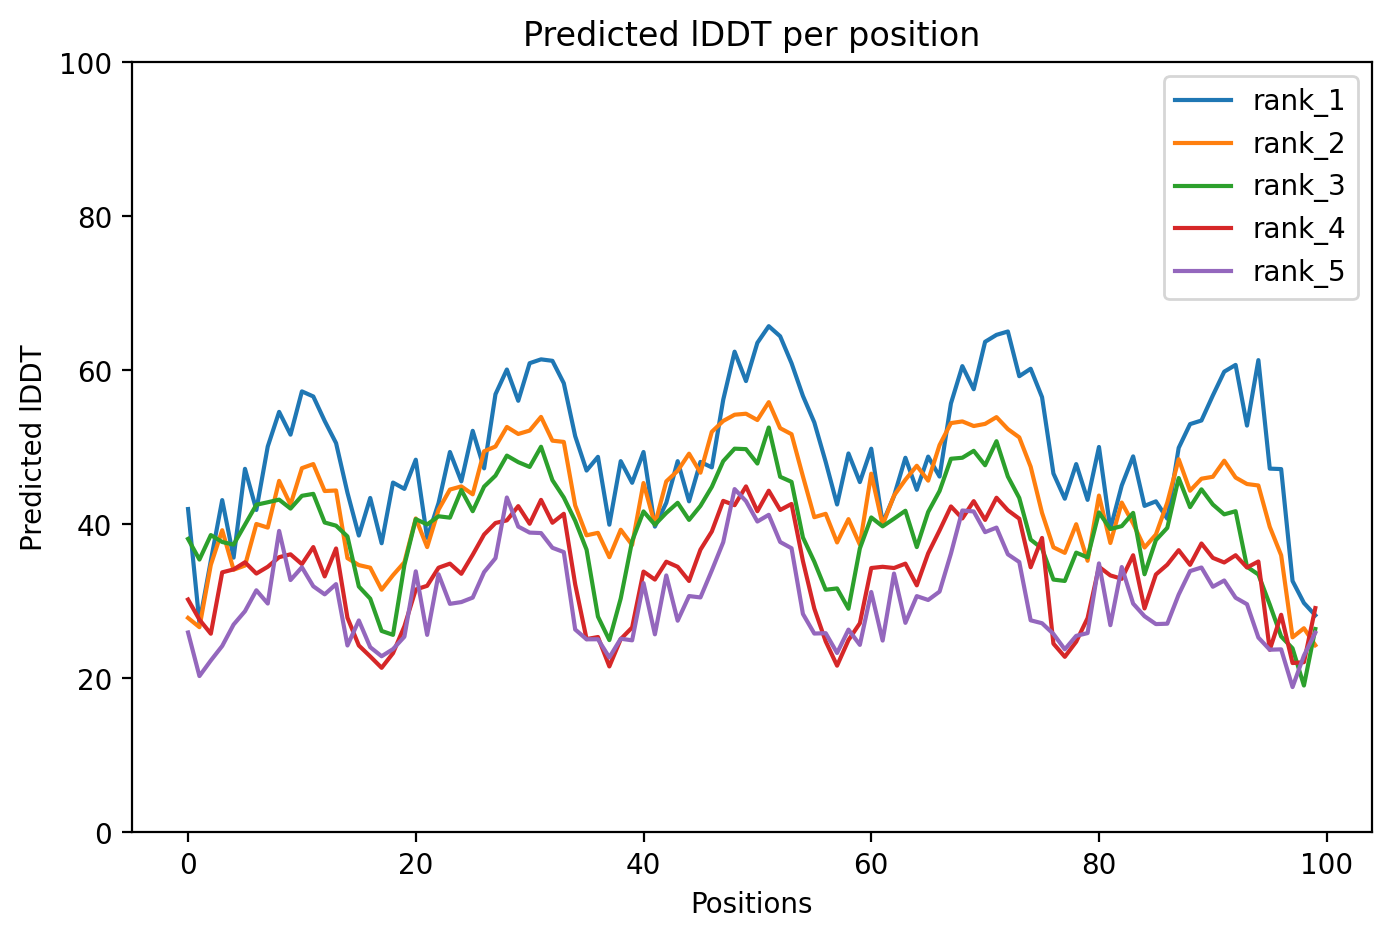 Predicted lDDT per position
100
80
60
40
20
0
Predicted lDDT
0 20 40 60 80 100
Positions
rank_1
rank_2
rank_3
rank_4
rank_5